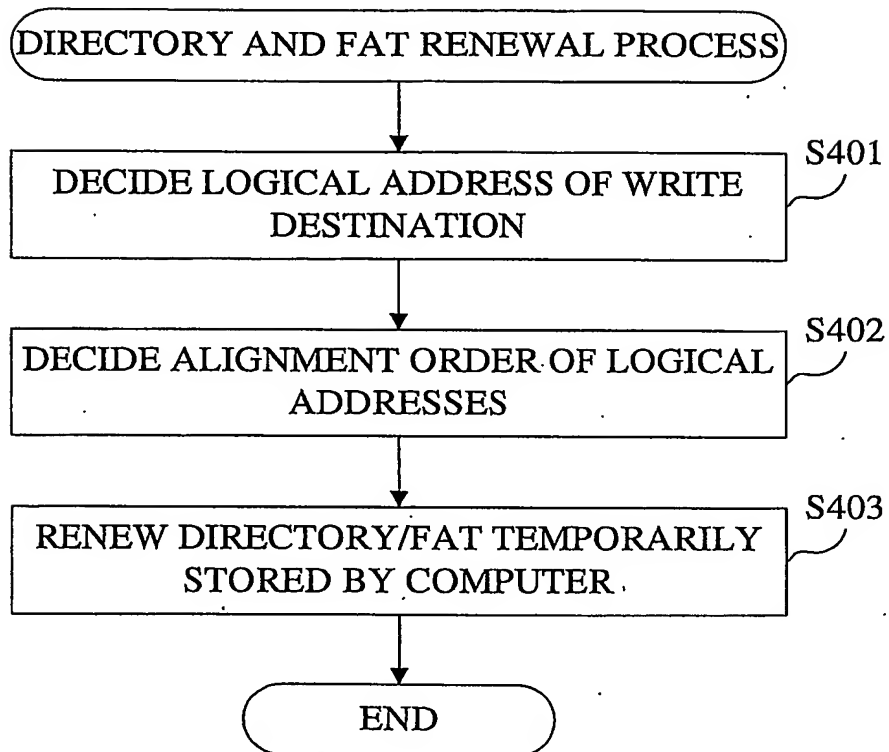 DIRECTORY AND FAT RENEWAL PROCESS
S401
DECIDE LOGICAL ADDRESS OF WRITE
DESTINATION
S402
DECIDE ALIGNMENT ORDER OF LOGICAL
ADDRESSES
S403
RENEW DIRECTORY/FAT TEMPORARILY
STORED BY COMPUTER
END